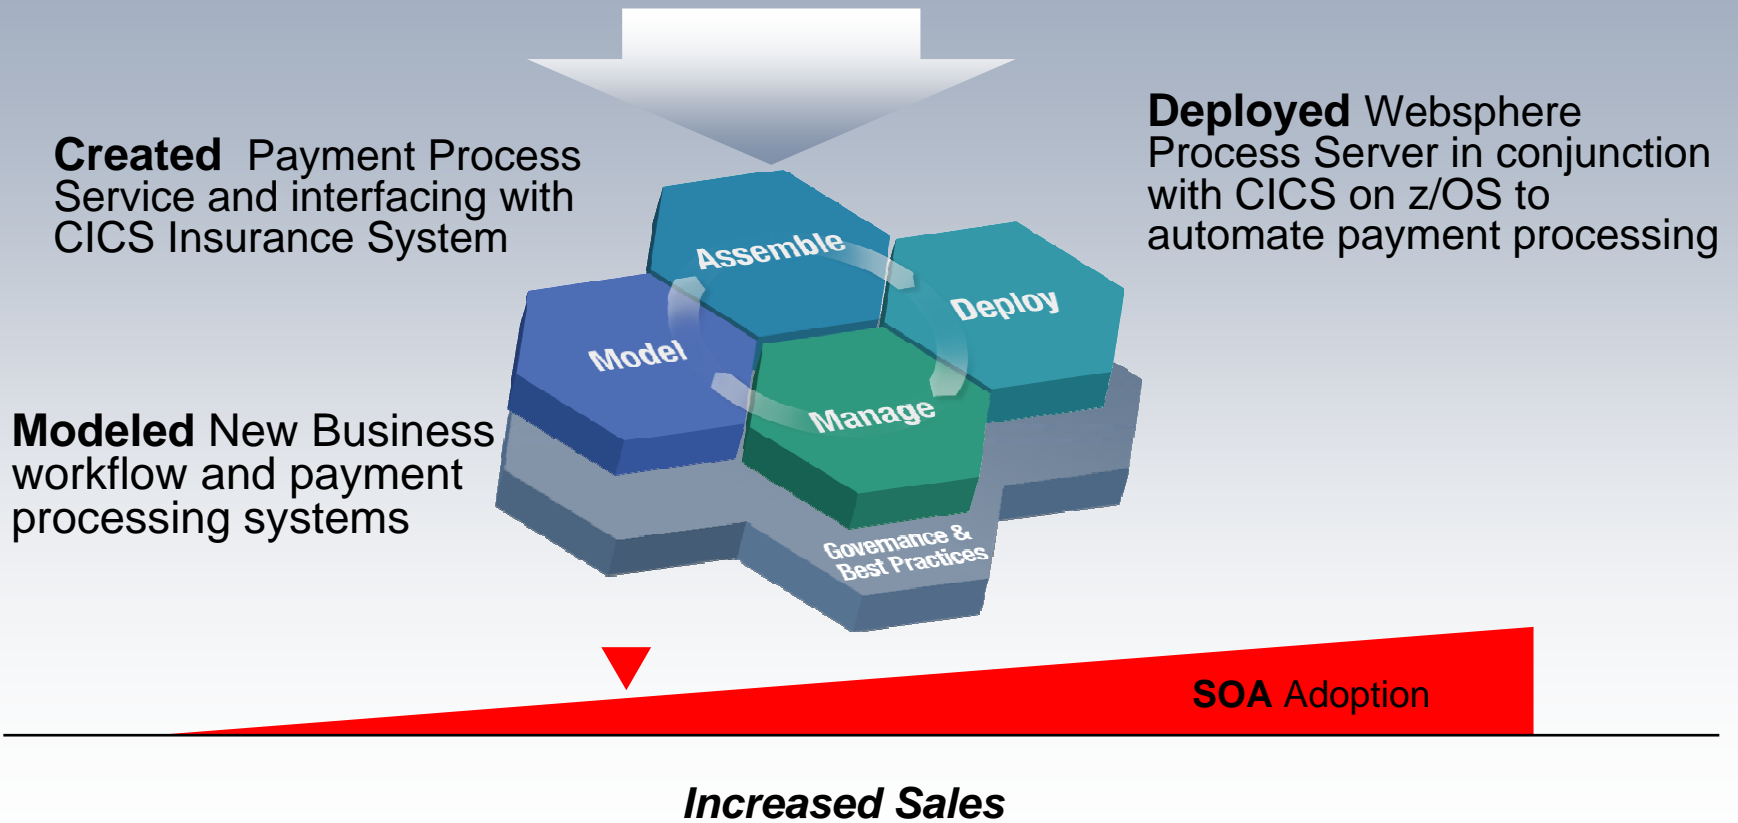 Created Payment Process
Service and interfacing with
CICS Insurance System
Deployed Websphere
Process Server in conjunction
with CICS on z/OS to
automate payment processing
Assemble
Deploy
Model
Manage
Modeled New Business
workflow and payment
processing systems
Governance &
Best Practices
SOA Adoption
Increased Sales